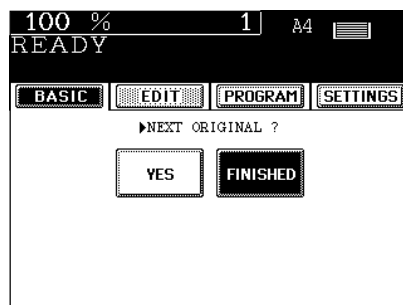 100 % 1 A4
READY
BASIC EDIT PROGRAM SETTINGS
▶NEXT ORIGINAL ?
YES FINISHED